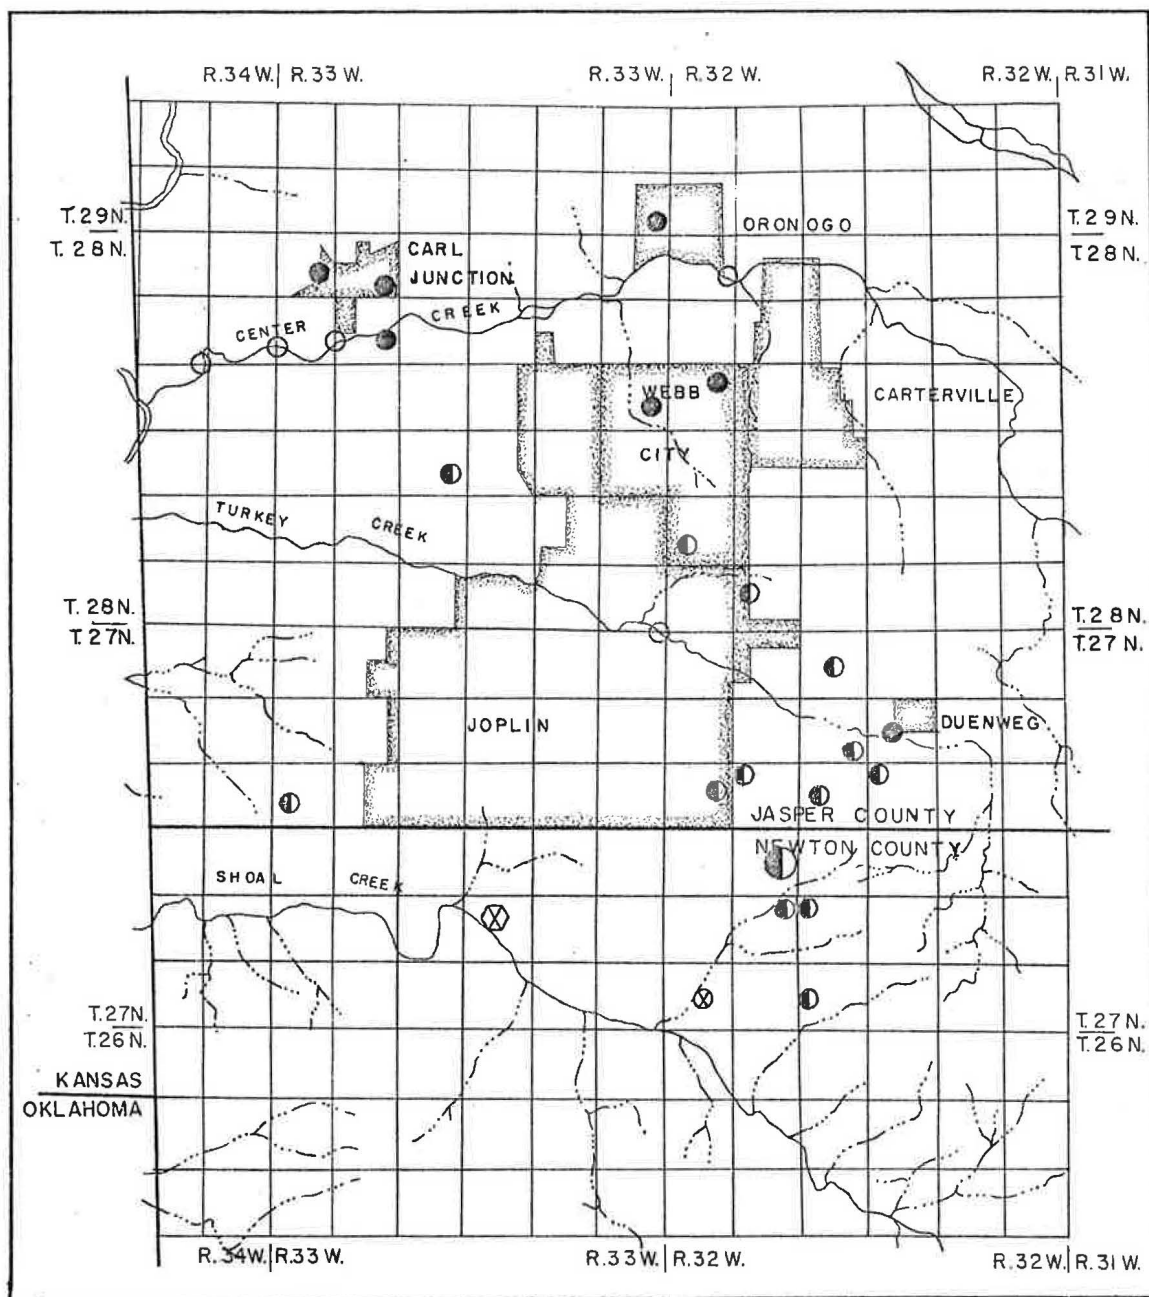 R.34W. R.33W.
R.33W. R.32W.
R.32W. R.31W.
T.29N.
T.28N.
T.29N.
T.28N.
ORONOGO
CARL
JUNCTION
CENTER CREEK
WEBB
CITY
CARTERVILLE
TURKEY CREEK
T.28N.
T.27N.
T.28N.
T.27N.
JOPLIN
DUENWEG
JASPER COUNTY
NEWTON COUNTY
SHOAL CREEK
T.27N.
T.26N.
T.27N.
T.26N.
KANSAS
OKLAHOMA
R.34W. R.33W.
R.33W. R.32W.
R.32W. R.31W.